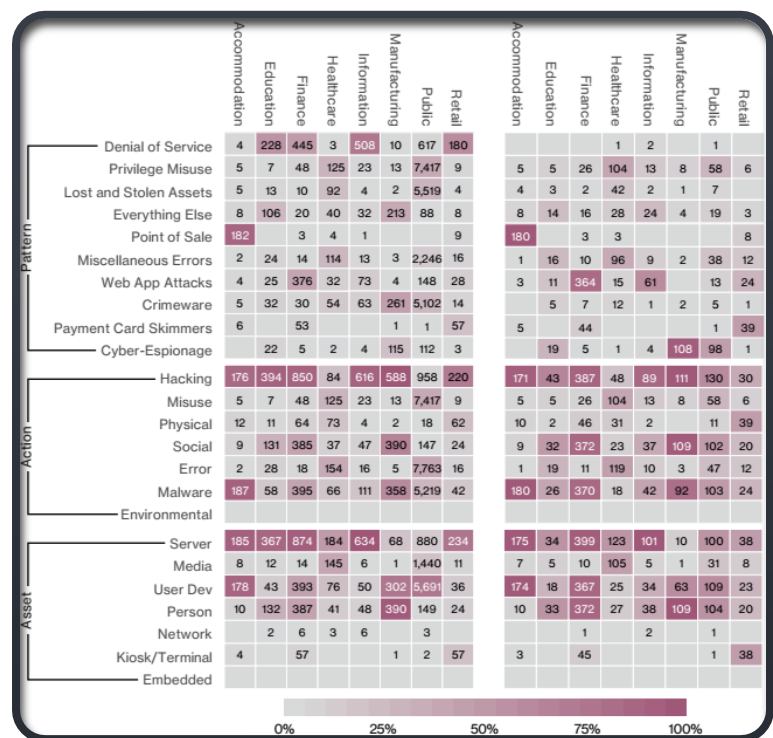 Accommodation Education Finance Healthcare Information Manufacturing Public Retail Accommodation Education Finance Healthcare Information Manufacturing Public Retail
Pattern
Denial of Service 4 228 445 3 508 10 617 180 1 2 1
Privilege Misuse 5 7 48 125 23 13 7,417 9 5 5 26 104 13 8 58 6
Lost and Stolen Assets 5 13 10 92 4 2 5,519 4 4 3 2 42 2 1 7
Everything Else 8 106 20 40 32 213 88 8 8 14 16 28 24 4 19 3
Point of Sale 182 3 4 1 9 180 3 3 8
Miscellaneous Errors 2 24 14 114 13 3 2,246 16 1 16 10 96 9 2 38 12
Web App Attacks 4 25 376 32 73 4 148 28 3 11 364 15 61 13 24
Crimeware 5 32 30 54 63 261 5,102 14 5 7 12 1 2 5 1
Payment Card Skimmers 6 53 1 1 57 5 44 1 39
Cyber-Espionage 22 5 2 4 115 112 3 19 5 1 4 108 98 1
Action
Hacking 176 394 850 84 616 588 958 220 171 43 387 48 89 111 130 30
Misuse 5 7 48 125 23 13 7,417 9 5 5 26 104 13 8 58 6
Physical 12 11 64 73 4 2 18 62 10 2 46 31 2 11 39
Social 9 131 385 37 47 390 147 24 9 32 372 23 37 109 102 20
Error 2 28 18 154 16 5 7,763 16 1 19 11 119 10 3 47 12
Malware 187 58 395 66 111 358 5,219 42 180 26 370 18 42 92 103 24
Environmental
Asset
Server 185 367 874 184 634 68 880 234 175 34 399 123 101 10 100 38
Media 8 12 14 145 6 1 1,440 11 7 5 10 105 5 1 31 8
User Dev 178 43 393 76 50 302 5,691 36 174 18 367 25 34 63 109 23
Person 10 132 387 41 48 390 149 24 10 33 372 27 38 109 104 20
Network 2 6 3 6 3 1 2 1
Kiosk/Terminal 4 57 1 2 57 3 45 1 38
Embedded
0% 25% 50% 75% 100%